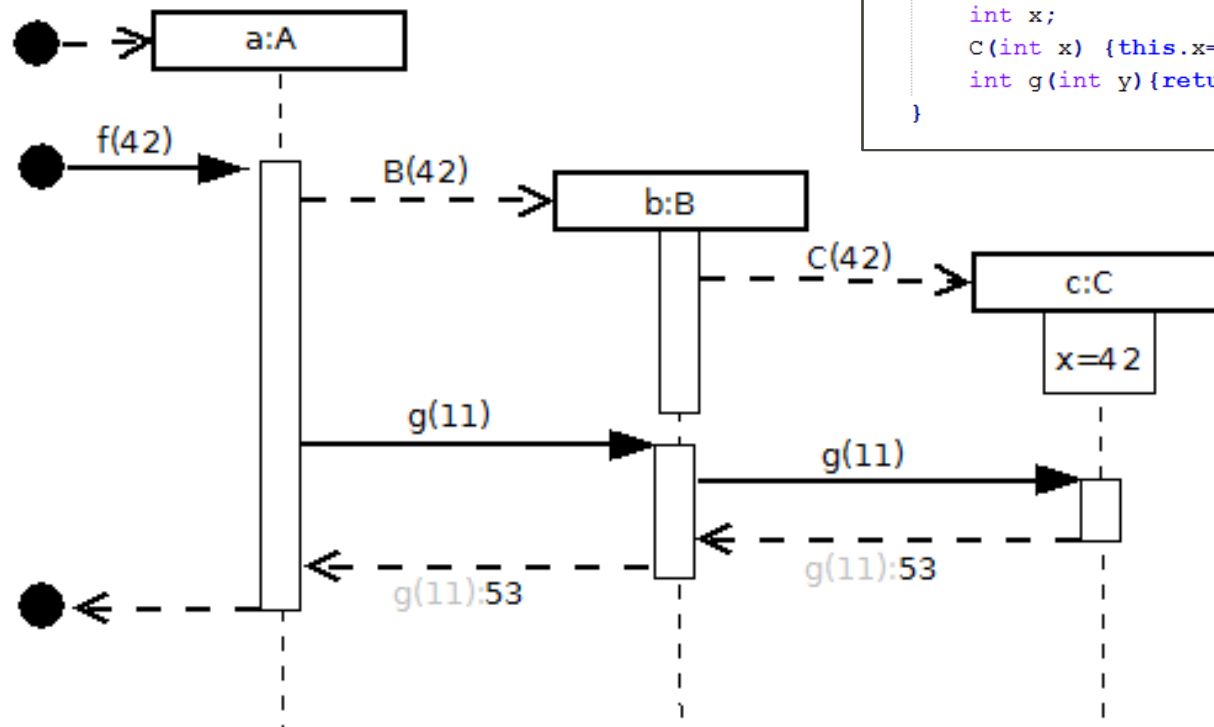 int x;
C(int x) {this.x=
int g(int y){retu
}
a:A
f(42)
B(42)
b:B
C(42)
c:C
x=42
g(11)
g(11)
g(11):53
g(11):53